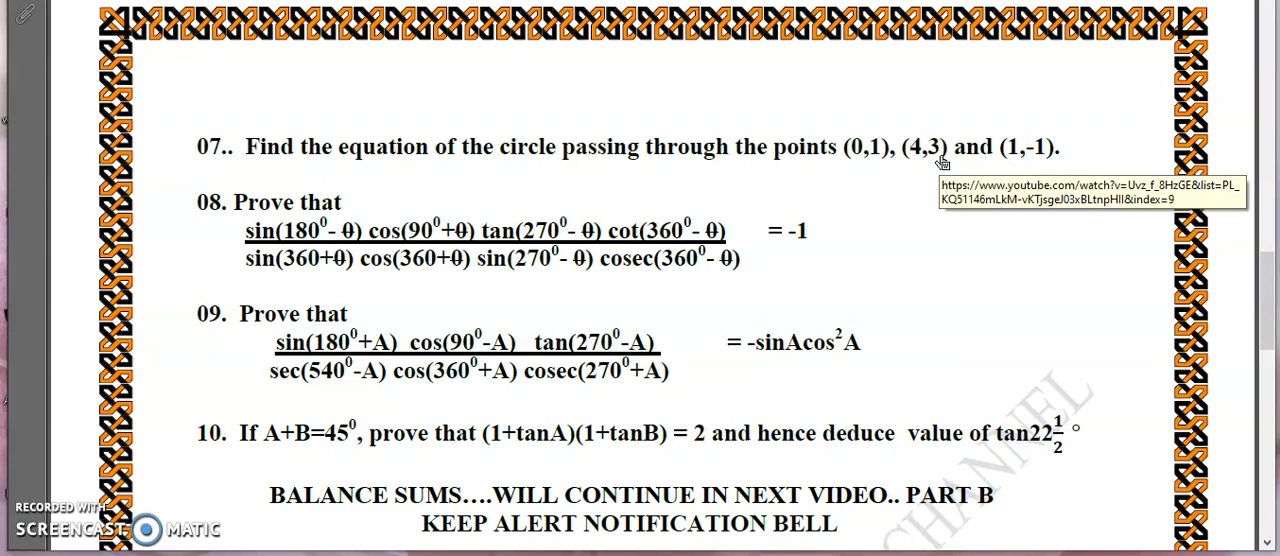 07.. Find the equation of the circle passing through the points (0,1), (4,3) and (1,-1).
https://www.youtube.com/watch?v=Uvz_f_8HzGE&list=PL_
KQ51146mLkM-vKTjsgeJ03xBLtnpHlI&index=9
08. Prove that
sin(180⁰- θ) cos(90⁰+θ) tan(270⁰- θ) cot(360⁰- θ) = -1
sin(360+θ) cos(360+θ) sin(270⁰- θ) cosec(360⁰- θ)
09. Prove that
sin(180⁰+A) cos(90⁰-A) tan(270⁰-A) = -sinAcos²A
sec(540⁰-A) cos(360⁰+A) cosec(270⁰+A)
10. If A+B=45⁰, prove that (1+tanA)(1+tanB) = 2 and hence deduce value of tan22½ °
BALANCE SUMS....WILL CONTINUE IN NEXT VIDEO.. PART B
KEEP ALERT NOTIFICATION BELL
CHANNEL
RECORDED WITH
SCREENCAST MATIC